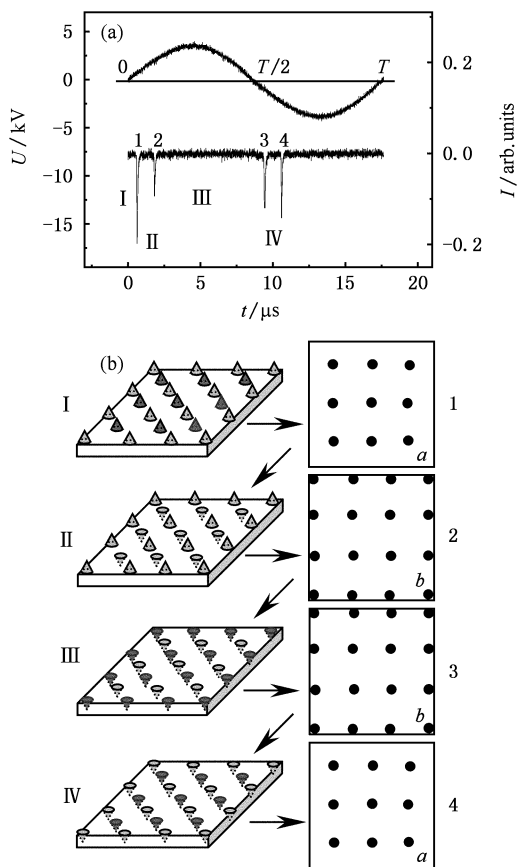 (a)
5
0
−5
−10
−15
U / kV
0
T/2
T
1 2 3 4
Ⅰ Ⅱ Ⅲ Ⅳ
0.2
0.0
−0.2
I / arb.units
0 5 10 15 20
t / μs
(b)
Ⅰ
a
1
Ⅱ
b
2
Ⅲ
b
3
Ⅳ
a
4